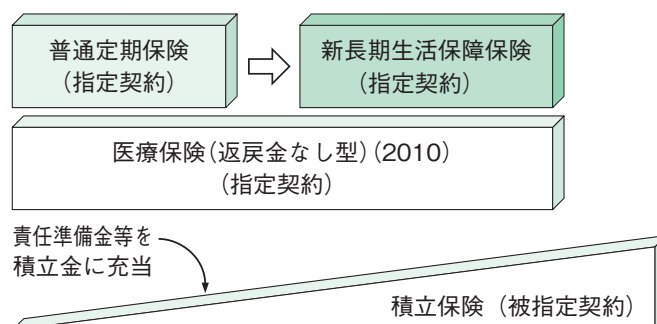 普通定期保険
（指定契約）
新長期生活保障保険
（指定契約）
医療保険（返戻金なし型）（2010）
（指定契約）
責任準備金等を
積立金に充当
積立保険（被指定契約）